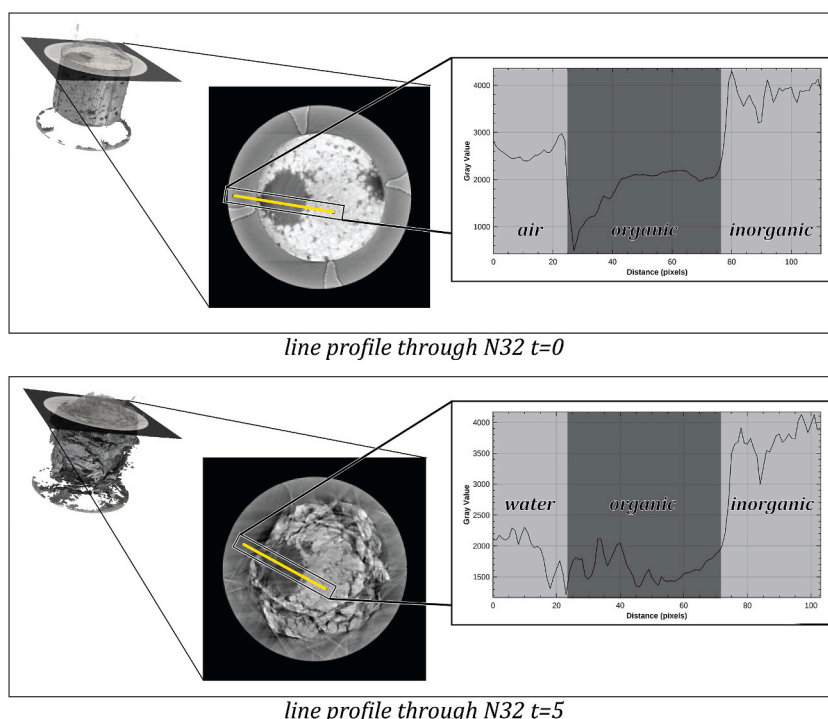 4000
3000
2000
1000
Gray Value
air
organic
inorganic
0
20
40
60
80
100
Distance (pixels)
line profile through N32 t=0
4000
3500
3000
2500
2000
1500
Gray Value
water
organic
inorganic
0
20
40
60
80
100
Distance (pixels)
line profile through N32 t=5